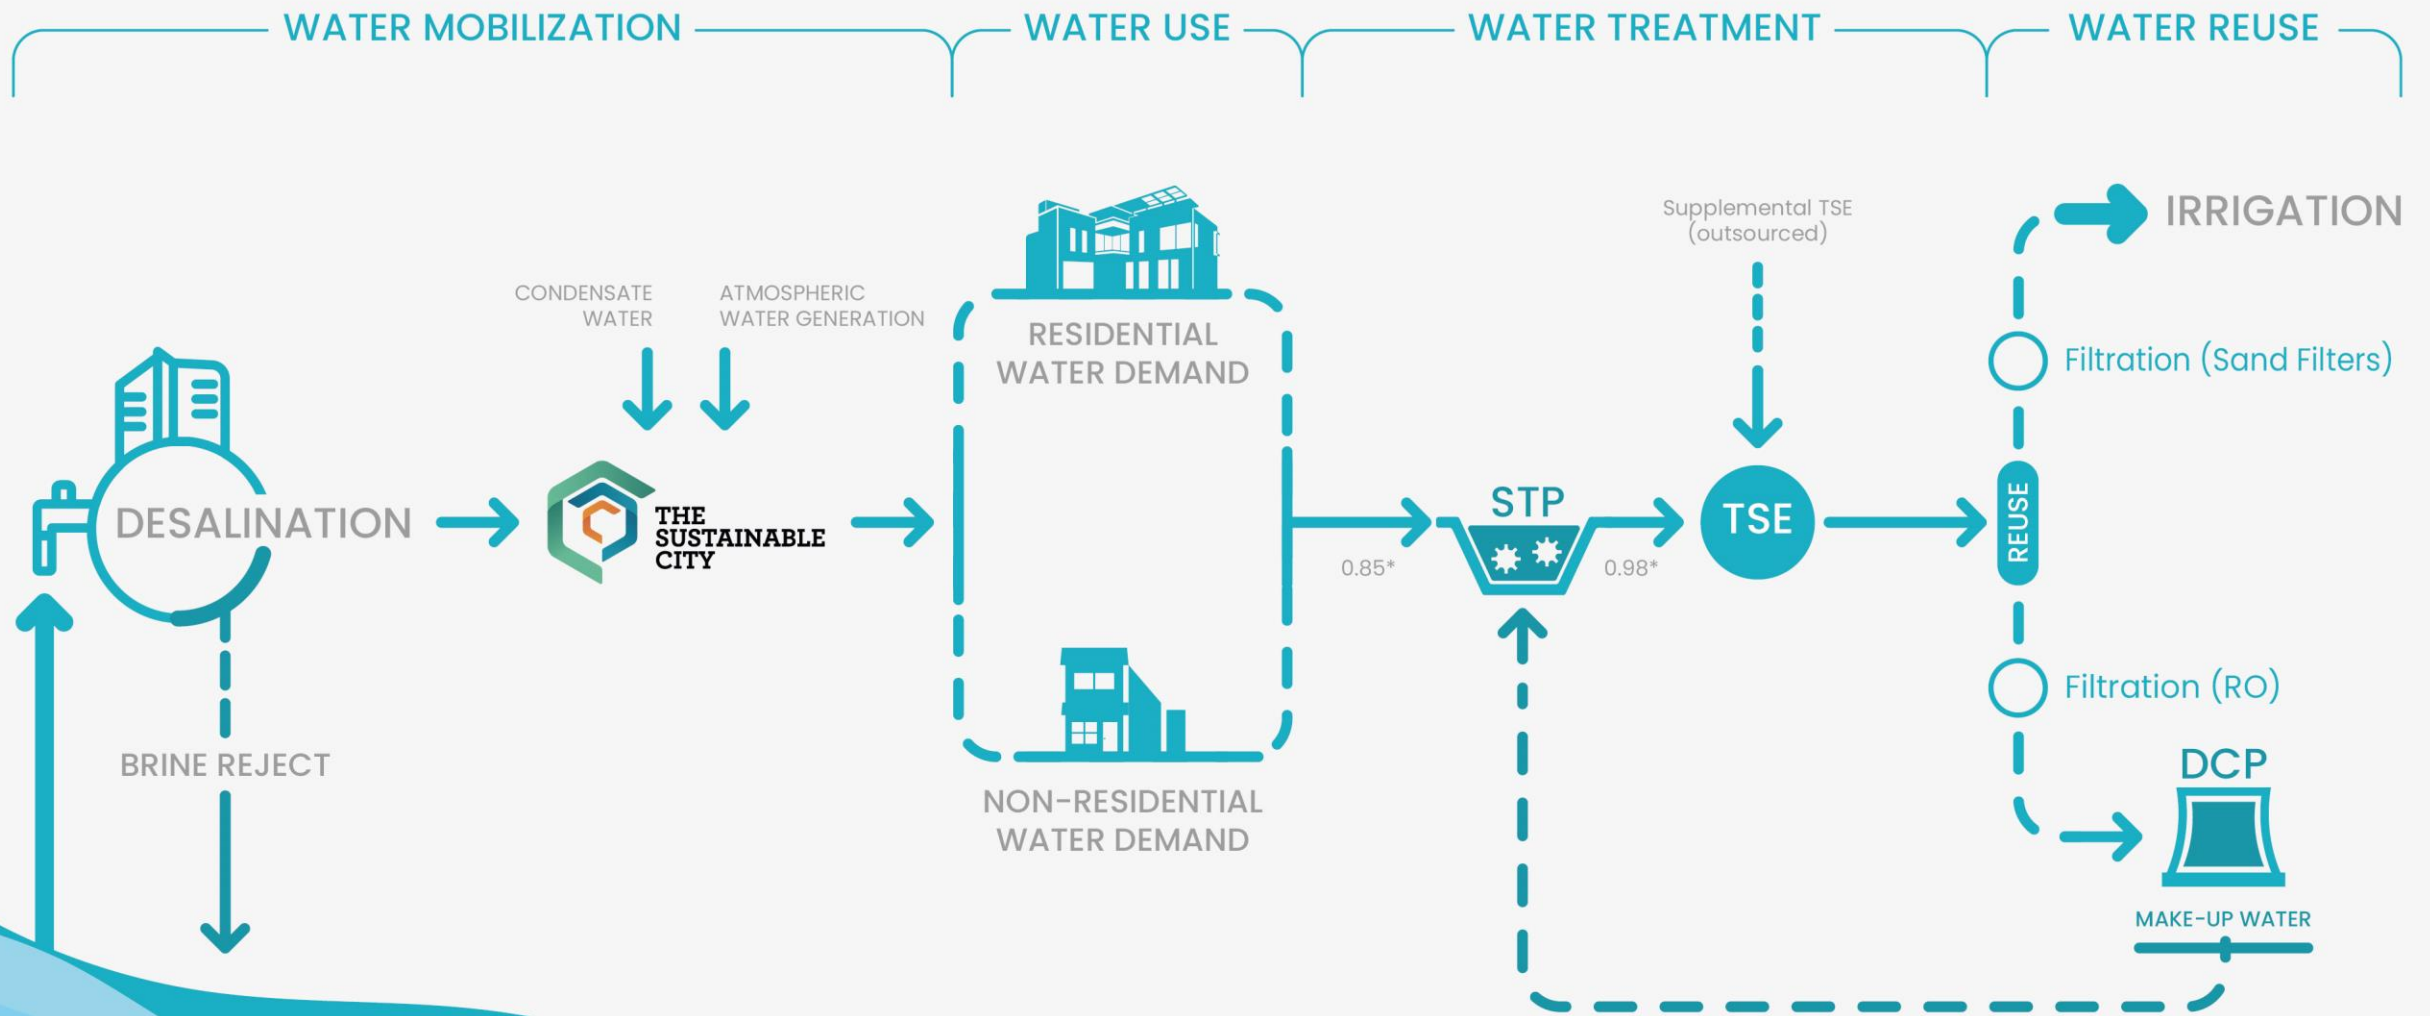 WATER MOBILIZATION
WATER USE
WATER TREATMENT
WATER REUSE
DESALINATION
BRINE REJECT
CONDENSATE
WATER
ATMOSPHERIC
WATER GENERATION
THE
SUSTAINABLE
CITY
RESIDENTIAL
WATER DEMAND
NON-RESIDENTIAL
WATER DEMAND
0.85*
STP
0.98*
Supplemental TSE
(outsourced)
TSE
REUSE
IRRIGATION
Filtration (Sand Filters)
Filtration (RO)
DCP
MAKE-UP WATER